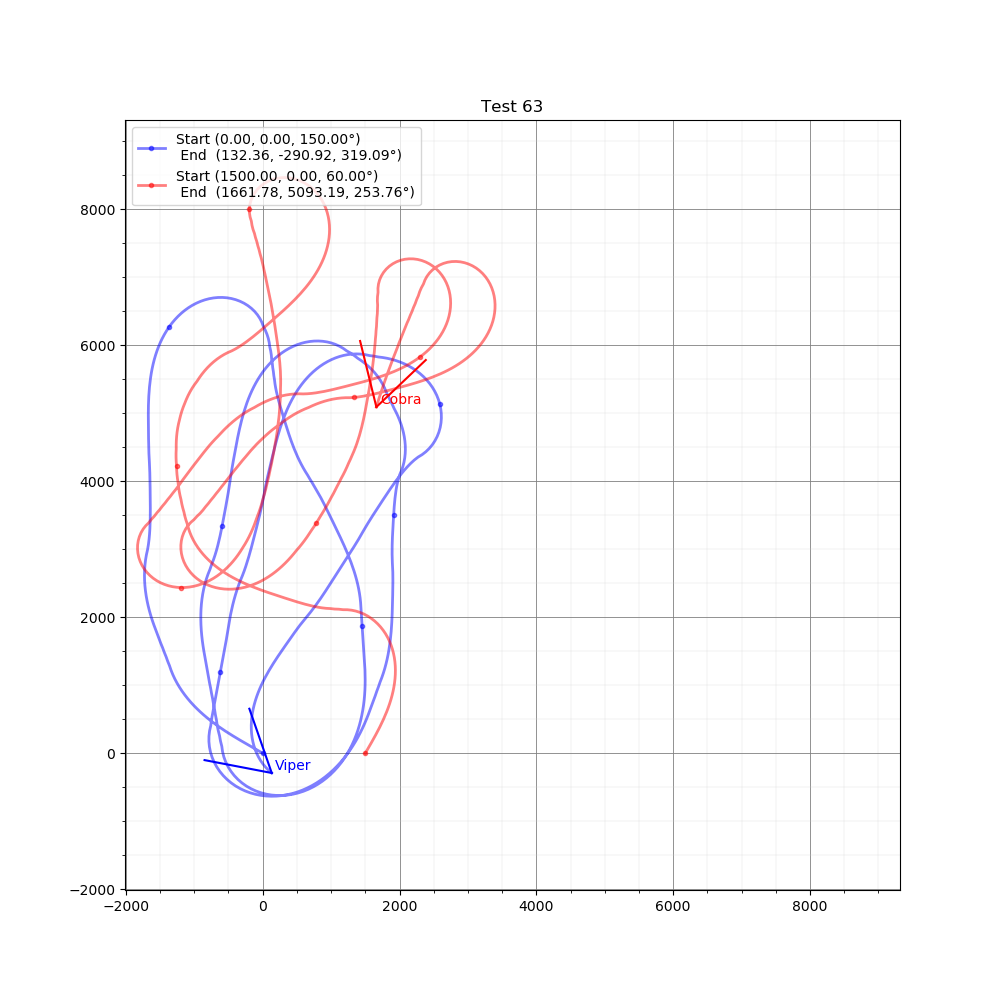 Test 63
Start (0.00, 0.00, 150.00°)
End (132.36, -290.92, 319.09°)
Start (1500.00, 0.00, 60.00°)
End (1661.78, 5093.19, 253.76°)
8000
6000
4000
2000
0
−2000
Cobra
Viper
−2000 0 2000 4000 6000 8000